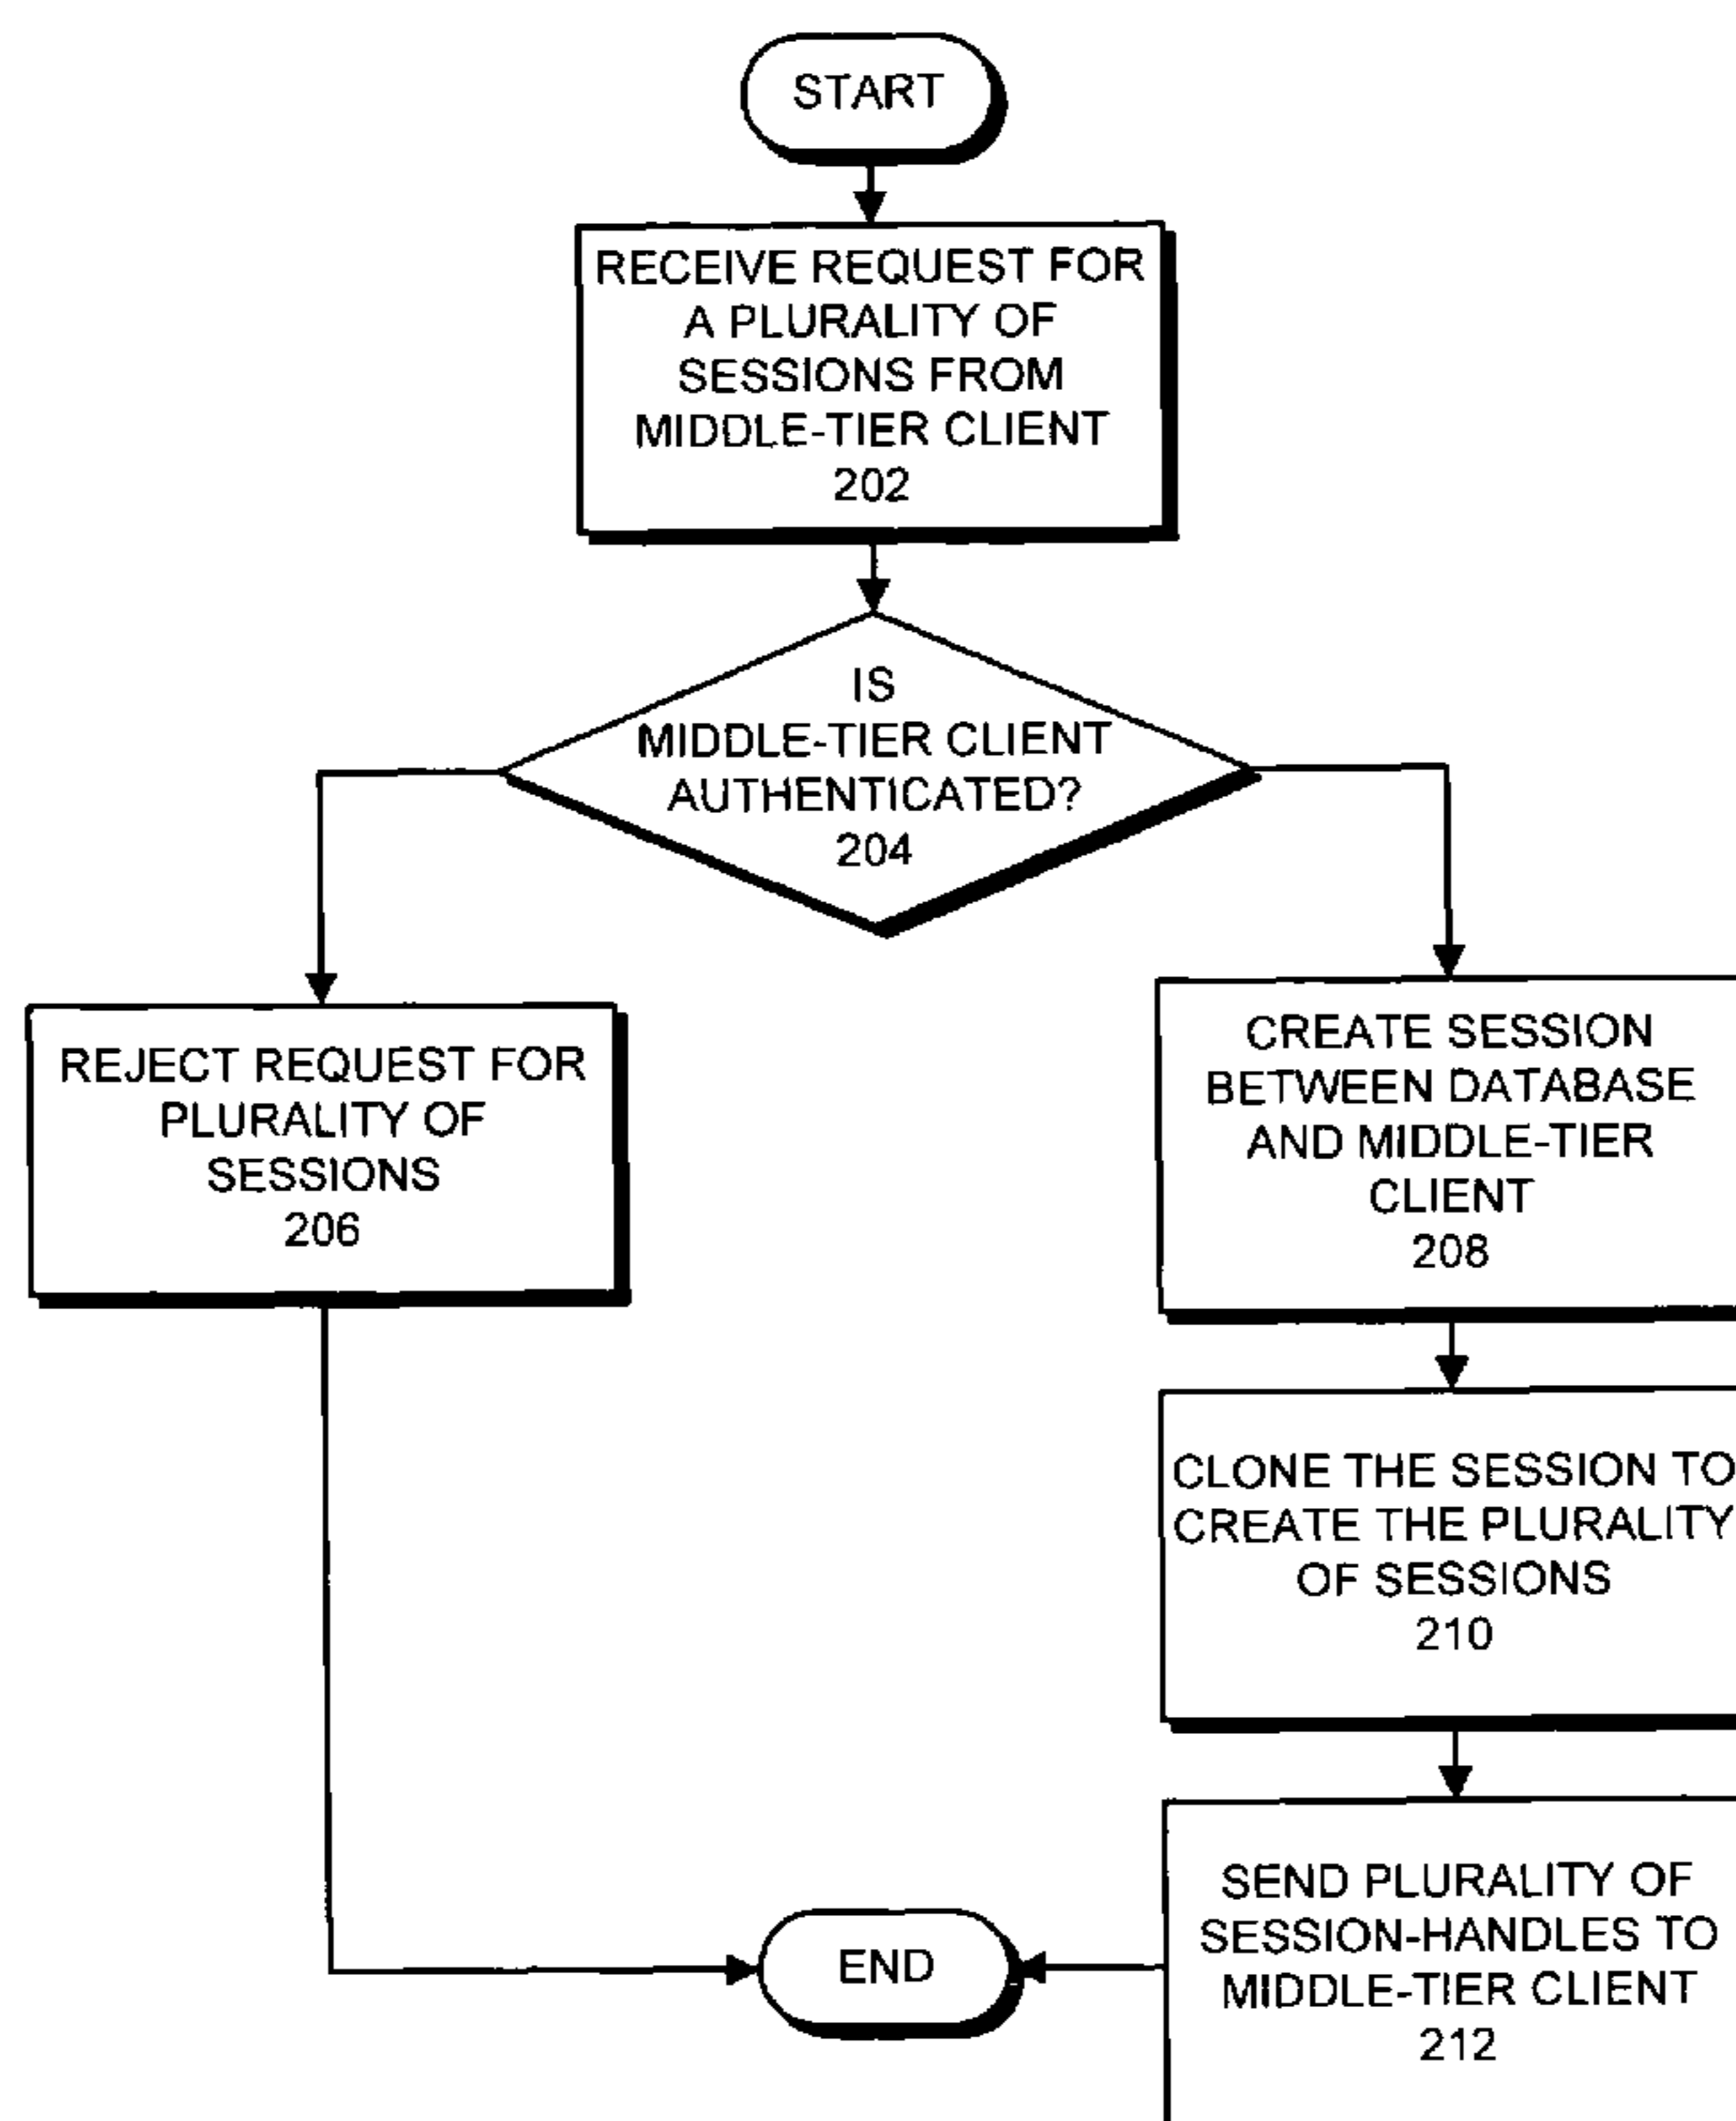 START
RECEIVE REQUEST FOR
A PLURALITY OF
SESSIONS FROM
MIDDLE-TIER CLIENT
202
IS
MIDDLE-TIER CLIENT
AUTHENTICATED?
204
REJECT REQUEST FOR
PLURALITY OF
SESSIONS
206
CREATE SESSION
BETWEEN DATABASE
AND MIDDLE-TIER
CLIENT
208
CLONE THE SESSION TO
CREATE THE PLURALITY
OF SESSIONS
210
SEND PLURALITY OF
SESSION-HANDLES TO
MIDDLE-TIER CLIENT
212
END